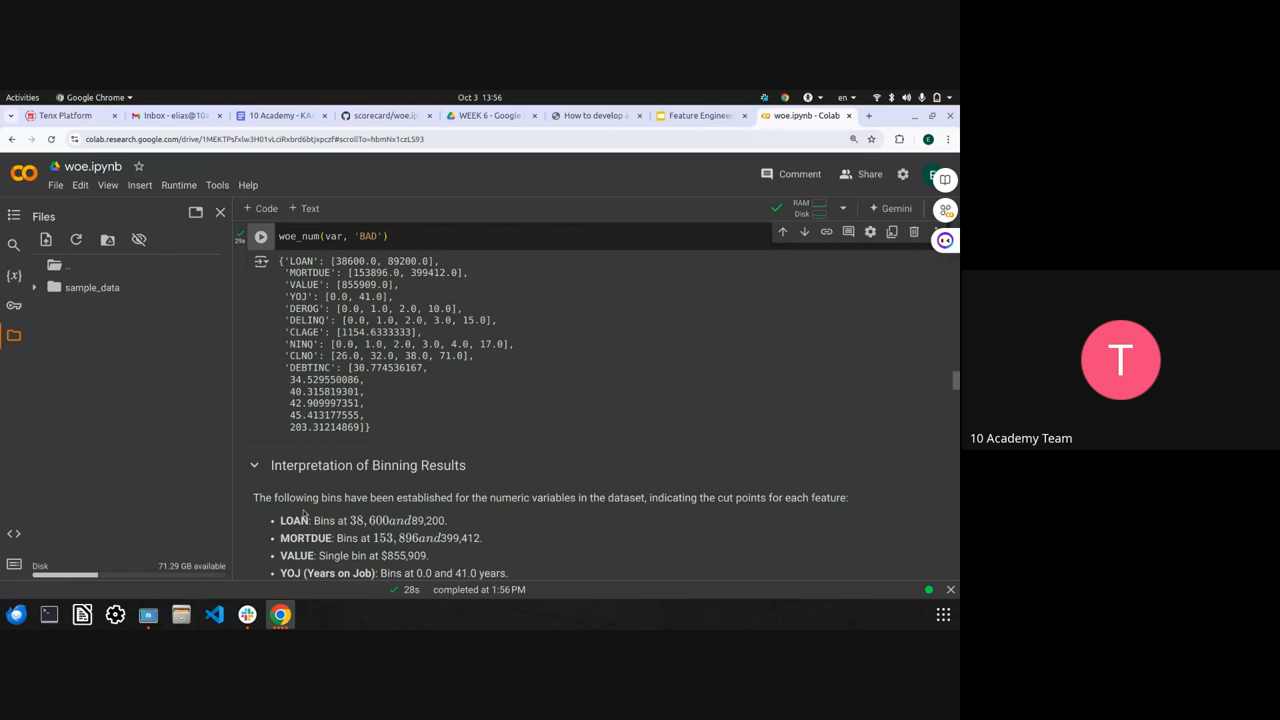 Activities
Google Chrome
Oct 3 13:56
en
Tenx Platform
Inbox - elias@10a
10 Academy - KAI
scorecard/woe.ip
WEEK 6 - Google
How to develop a
Feature Engineer
woe.ipynb - Colab
colab.research.google.com/drive/1MEKTPsfxlw3H01vLciRxbrd6btjxpczf#scrollTo=hbmNx1czLS93
woe.ipynb
Comment
Share
File Edit View Insert Runtime Tools Help
Files
+ Code + Text
RAM
Disk
Gemini
..
sample_data
29s
woe_num(var, 'BAD')
{'LOAN': [38600.0, 89200.0],
'MORTDUE': [153896.0, 399412.0],
'VALUE': [855909.0],
'YOJ': [0.0, 41.0],
'DEROG': [0.0, 1.0, 2.0, 10.0],
'DELINQ': [0.0, 1.0, 2.0, 3.0, 15.0],
'CLAGE': [1154.6333333],
'NINQ': [0.0, 1.0, 2.0, 3.0, 4.0, 17.0],
'CLNO': [26.0, 32.0, 38.0, 71.0],
'DEBTINC': [30.774536167,
34.529550086,
40.315819301,
42.909997351,
45.413177555,
203.31214869]}
Interpretation of Binning Results
The following bins have been established for the numeric variables in the dataset, indicating the cut points for each feature:
• LOAN: Bins at 38,600and89,200.
• MORTDUE: Bins at 153,896and399,412.
• VALUE: Single bin at $855,909.
• YOJ (Years on Job): Bins at 0.0 and 41.0 years.
Disk
71.29 GB available
28s completed at 1:56PM
T
10 Academy Team